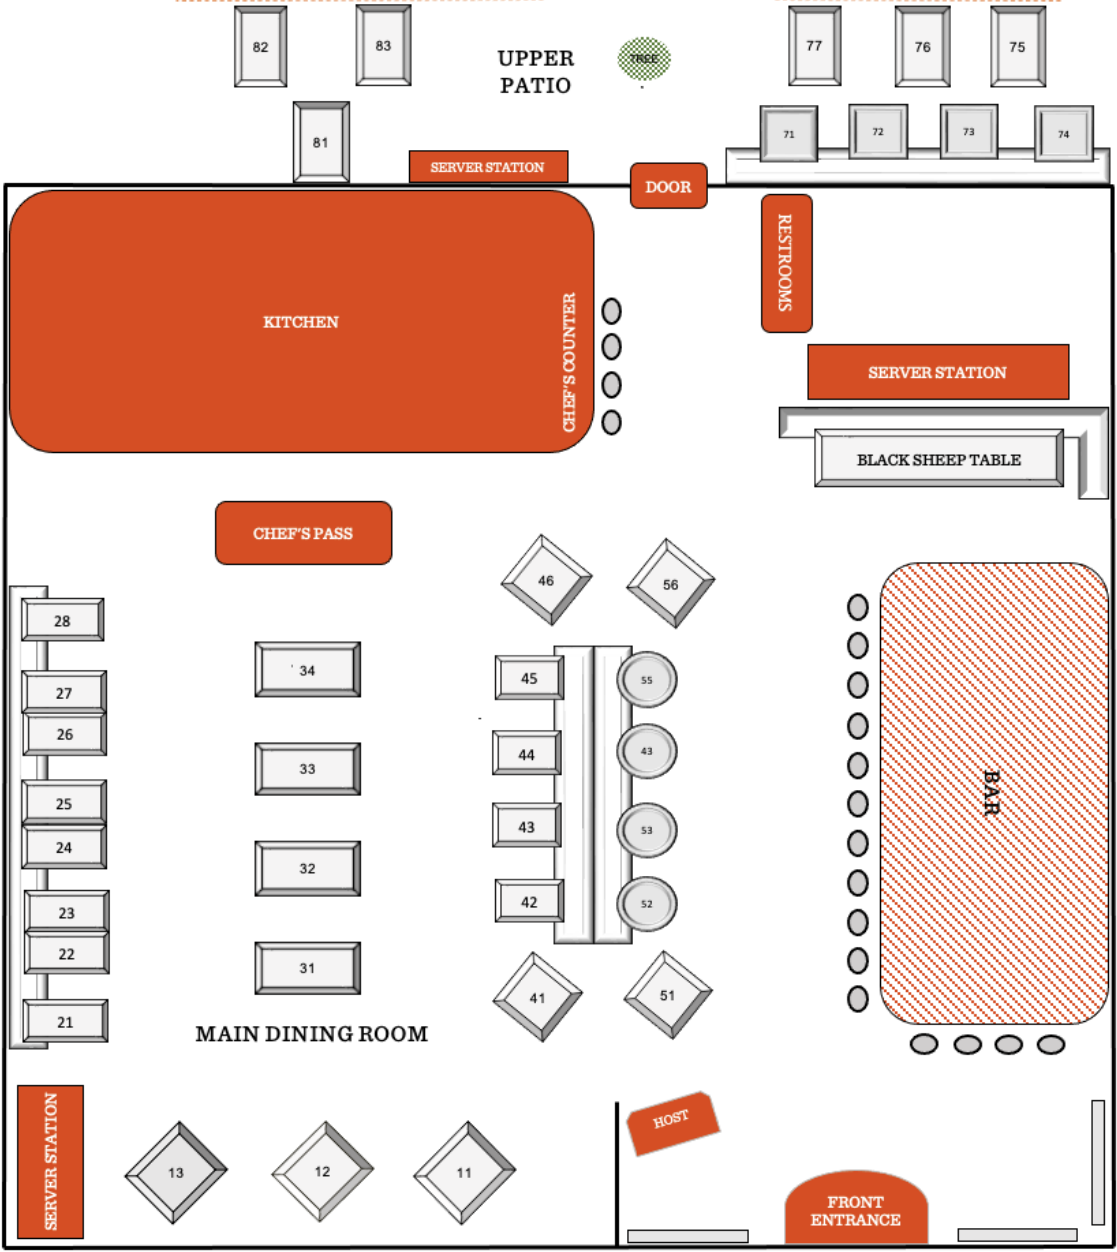 82
83
UPPER
PATIO
TREE
77
76
75
81
71
72
73
74
SERVER STATION
DOOR
RESTROOMS
KITCHEN
CHEF'S COUNTER
SERVER STATION
BLACK SHEEP TABLE
CHEF'S PASS
46
56
28
34
45
55
27
26
33
44
43
BAR
25
24
32
43
53
23
22
42
52
31
41
51
21
MAIN DINING ROOM
SERVER STATION
13
12
11
HOST
FRONT
ENTRANCE